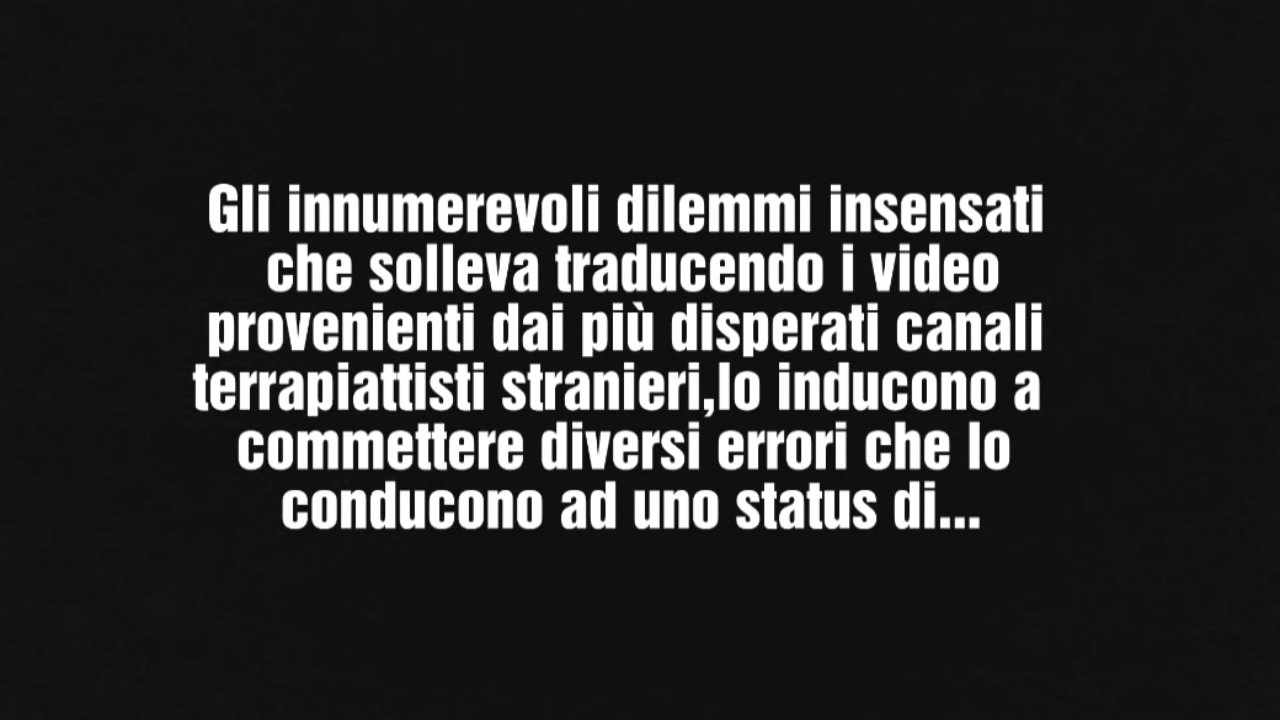 Gli innumerevoli dilemmi insensati
che solleva traducendo i video
provenienti dai più disperati canali
terrapiattisti stranieri,lo inducono a
commettere diversi errori che lo
conducono ad uno status di...